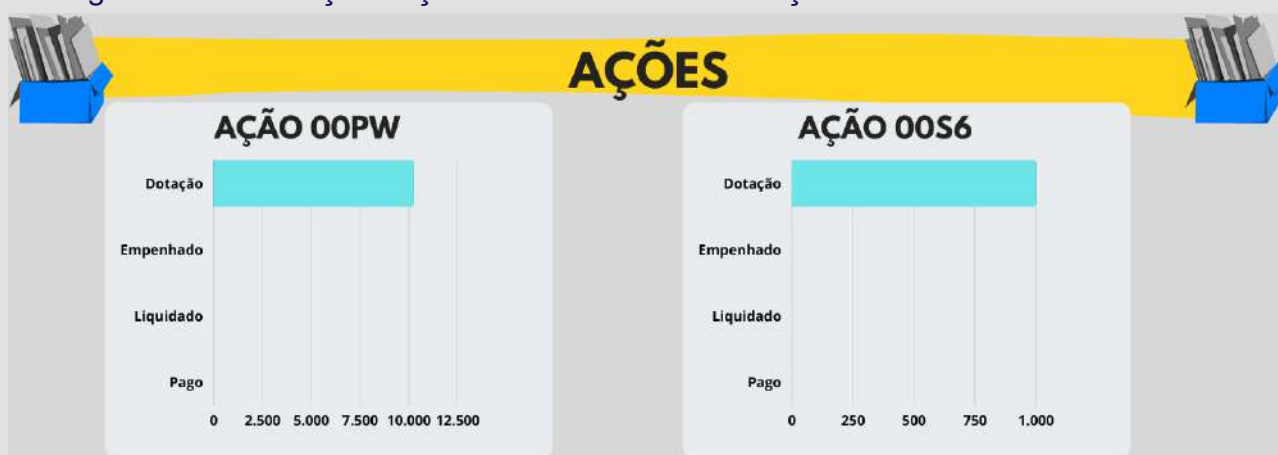 AÇÕES
AÇÃO 00PW
Dotação
Empenhado
Liquidado
Pago
0 2.500 5.000 7.500 10.000 12.500
AÇÃO 00S6
Dotação
Empenhado
Liquidado
Pago
0 250 500 750 1.000